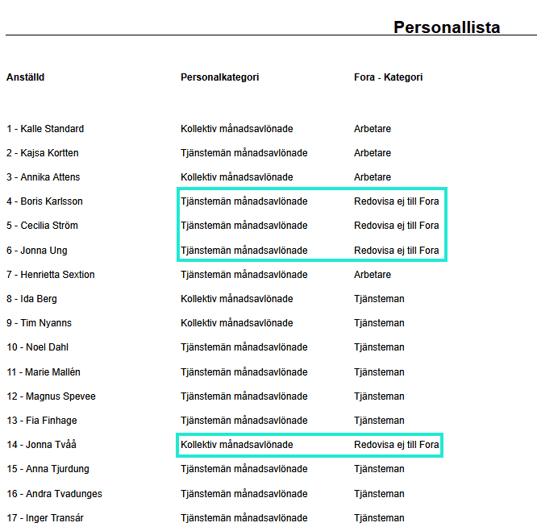 Personallista
Anställd Personalkategori Fora - Kategori
1 - Kalle Standard Kollektiv månadsavlönade Arbetare
2 - Kajsa Kortten Tjänstemän månadsavlönade Arbetare
3 - Annika Attens Kollektiv månadsavlönade Arbetare
4 - Boris Karlsson Tjänstemän månadsavlönade Redovisa ej till Fora
5 - Cecilia Ström Tjänstemän månadsavlönade Redovisa ej till Fora
6 - Jonna Ung Tjänstemän månadsavlönade Redovisa ej till Fora
7 - Henrietta Sextion Tjänstemän månadsavlönade Arbetare
8 - Ida Berg Kollektiv månadsavlönade Tjänsteman
9 - Tim Nyanns Kollektiv månadsavlönade Tjänsteman
10 - Noel Dahl Tjänstemän månadsavlönade Tjänsteman
11 - Marie Mallén Tjänstemän månadsavlönade Tjänsteman
12 - Magnus Spevee Tjänstemän månadsavlönade Tjänsteman
13 - Fia Finhage Tjänstemän månadsavlönade Tjänsteman
14 - Jonna Tvåå Kollektiv månadsavlönade Redovisa ej till Fora
15 - Anna Tjurdung Tjänstemän månadsavlönade Tjänsteman
16 - Andra Tvadunges Tjänstemän månadsavlönade Tjänsteman
17 - Inger Transár Tjänstemän månadsavlönade Tjänsteman